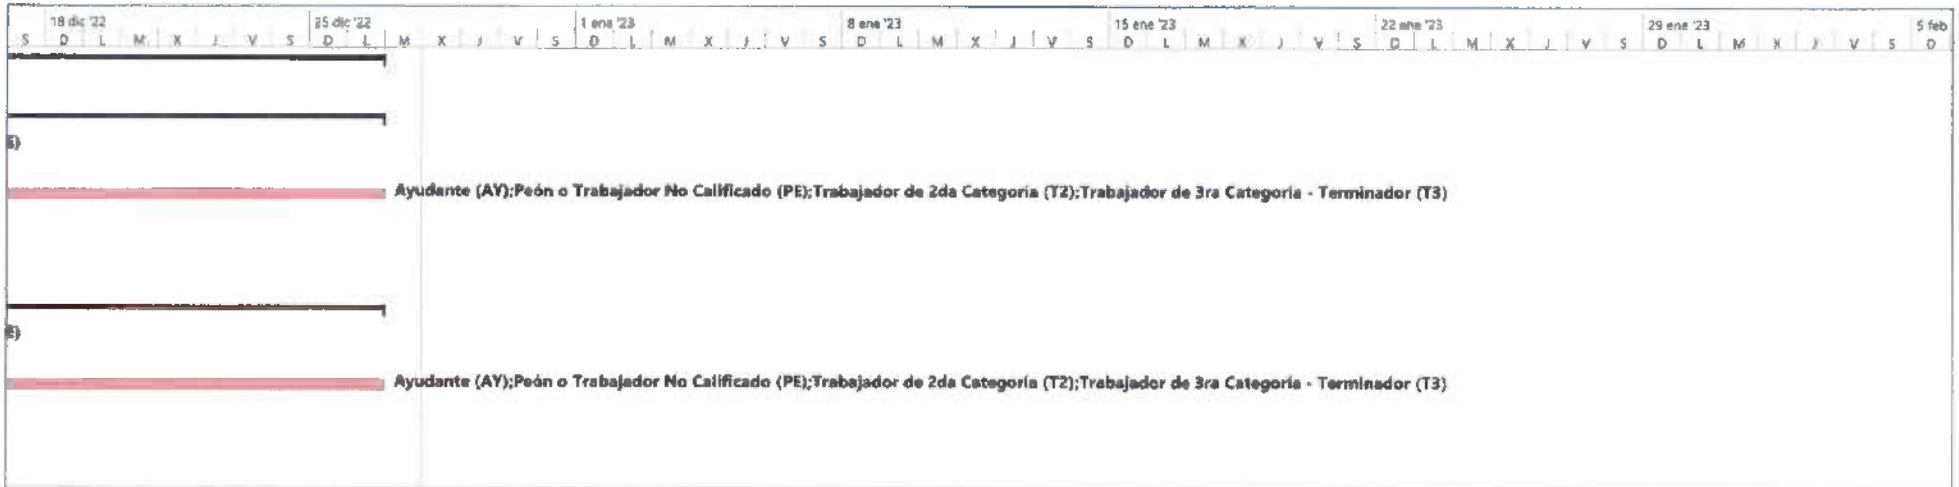 18 dic '22 25 dic '22 1 ene '23 8 ene '23 15 ene '23 22 ene '23 29 ene '23 5 feb
S D L M X J V S D L M X J V S D L M X J V S D L M X J V S D L M X J V S D L M X J V S D L M X J V S D
Ayudante (AY);Peón o Trabajador No Calificado (PE);Trabajador de 2da Categoría (T2);Trabajador de 3ra Categoría - Terminador (T3)
Ayudante (AY);Peón o Trabajador No Calificado (PE);Trabajador de 2da Categoría (T2);Trabajador de 3ra Categoría - Terminador (T3)